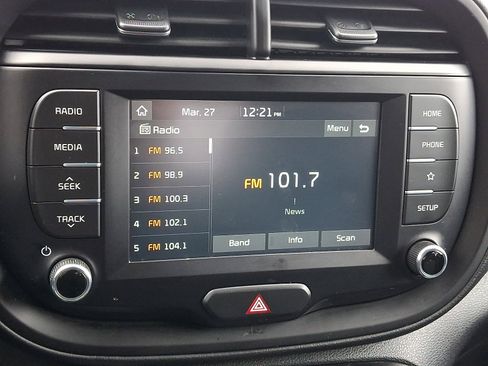 Mar. 27 12:21 PM
Radio Menu
1 FM 96.5
2 FM 98.9
3 FM 100.3
4 FM 102.1
5 FM 104.1
FM 101.7
News
Band Info Scan
RADIO
MEDIA
SEEK
TRACK
HOME
PHONE
SETUP